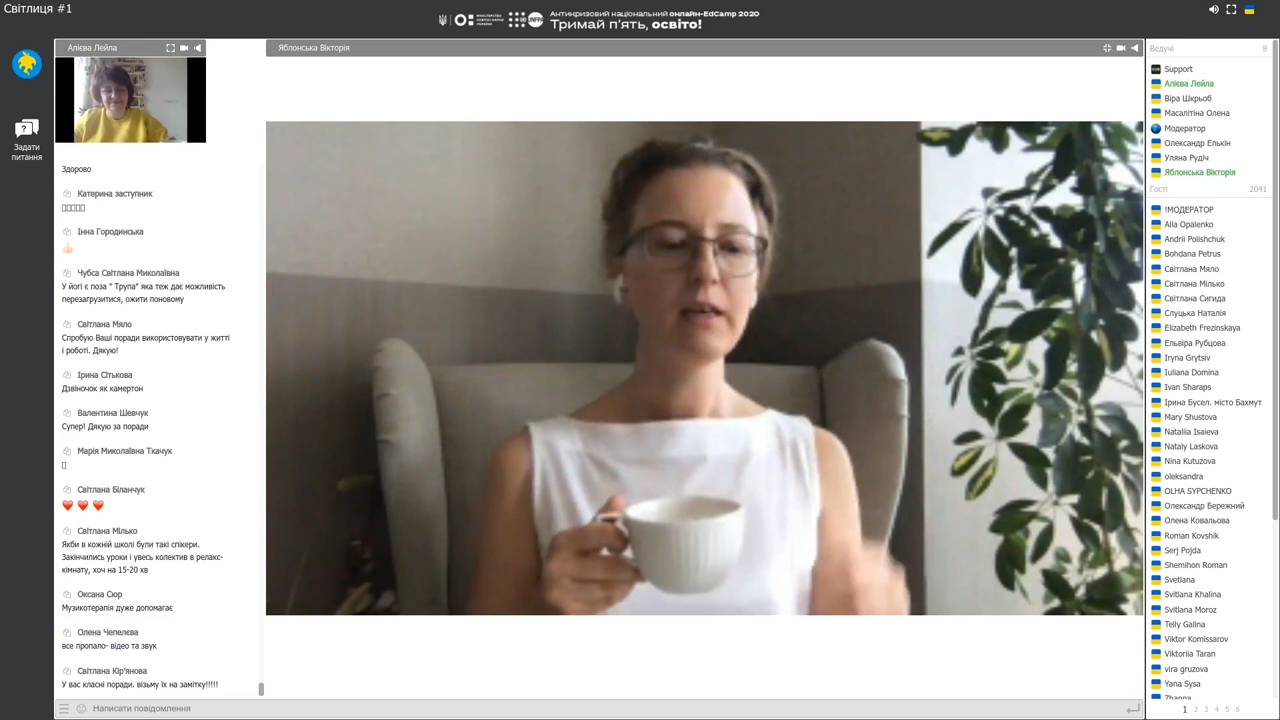 Світлиця #1
МІНІСТЕРСТВО
ОСВІТИ І НАУКИ
УКРАЇНИ
Антикризовий національний онлайн-EdCamp 2020
Тримай п'ять, освіто!
Алієва Лейла
Яблонська Вікторія
Задати
питання
Здорово
Катерина заступник
Інна Городинська
Чубса Світлана Миколаївна
У йогі є поза " Трупа" яка теж дає можливість
перезагрузитися, ожити поновому
Світлана Мяло
Спробую Ваші поради використовувати у житті
і роботі. Дякую!
Ірина Сітькова
Дзвіночок як камертон
Валентина Шевчук
Супер! Дякую за поради
Марія Миколаївна Ткачук
Світлана Біланчук
Світлана Мілько
Якби в кожній школі були такі спікери.
Закінчились уроки і увесь колектив в релакс-
кімнату, хоч на 15-20 хв
Оксана Сюр
Музикотерапія дуже допомагає
Олена Чепелєва
все пропало- відео та звук
Світлана Кір'янова
У вас класні поради. візьму їх на замітку!!!!!
Написати повідомлення
Ведучі 8
Support
Алієва Лейла
Віра Шкрьоб
Масалітіна Олена
Модератор
Олександр Елькін
Уляна Рудіч
Яблонська Вікторія
Гості 2041
!МОДЕРАТОР
Alla Opalenko
Andrii Polishchuk
Bohdana Petrus
Світлана Мяло
Світлана Мілько
Світлана Сигида
Слуцька Наталія
Elizabeth Frezinskaya
Ельвіра Рубцова
Iryna Grytsiv
Iuliana Domina
Ivan Sharaps
Ірина Бусел. місто Бахмут
Mary Shustova
Nataliia Isaieva
Nataly Laskova
Nina Kutuzova
oleksandra
OLHA SYPCHENKO
Олександр Бережний
Олена Ковальова
Roman Kovshik
Serj Pojda
Shemihon Roman
Svetlana
Svitlana Khalina
Svitlana Moroz
Telly Galina
Viktor Komissarov
Viktoriia Taran
vira gruzova
Yana Sysa
Zhanna
1 2 3 4 5 6